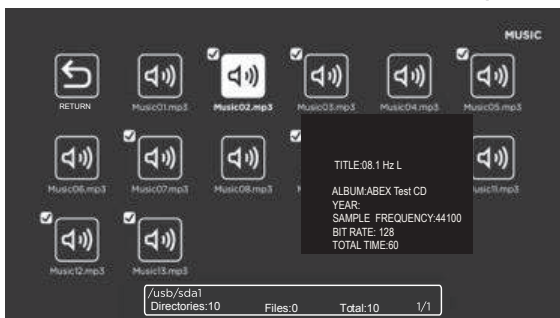 MUSIC
RETURN
Music01.mp3
Music02.mp3
Music03.mp3
Music04.mp3
Music05.mp3
Music06.mp3
Music07.mp3
Music08.mp3
Music11.mp3
TITLE:08.1 Hz L
ALBUM:ABEX Test CD
YEAR:
SAMPLE FREQUENCY:44100
BIT RATE: 128
TOTAL TIME:60
Music12.mp3
Music13.mp3
/usb/sda1
Directories:10 Files:0 Total:10 1/1